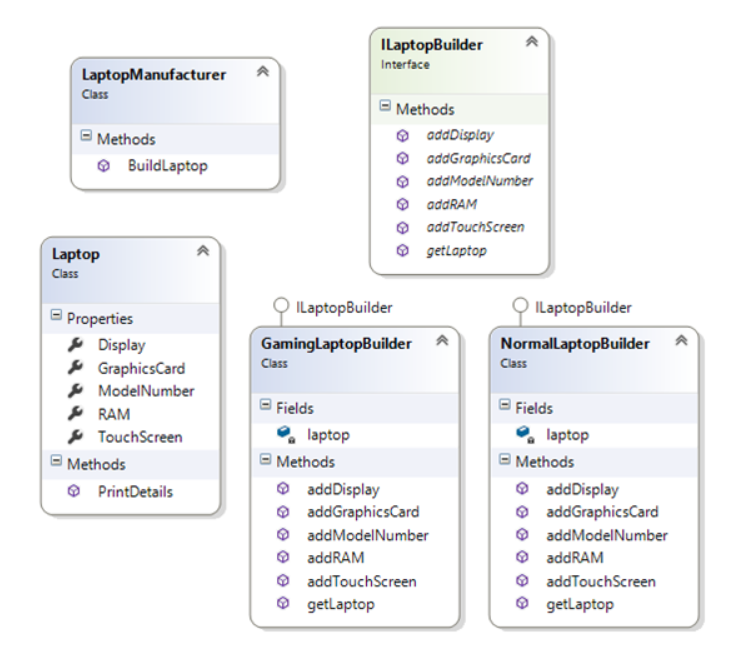 LaptopManufacturer
Class
Methods
BuildLaptop
ILaptopBuilder
Interface
Methods
addDisplay
addGraphicsCard
addModelNumber
addRAM
addTouchScreen
getLaptop
Laptop
Class
Properties
Display
GraphicsCard
ModelNumber
RAM
TouchScreen
Methods
PrintDetails
ILaptopBuilder
GamingLaptopBuilder
Class
Fields
laptop
Methods
addDisplay
addGraphicsCard
addModelNumber
addRAM
addTouchScreen
getLaptop
ILaptopBuilder
NormalLaptopBuilder
Class
Fields
laptop
Methods
addDisplay
addGraphicsCard
addModelNumber
addRAM
addTouchScreen
getLaptop